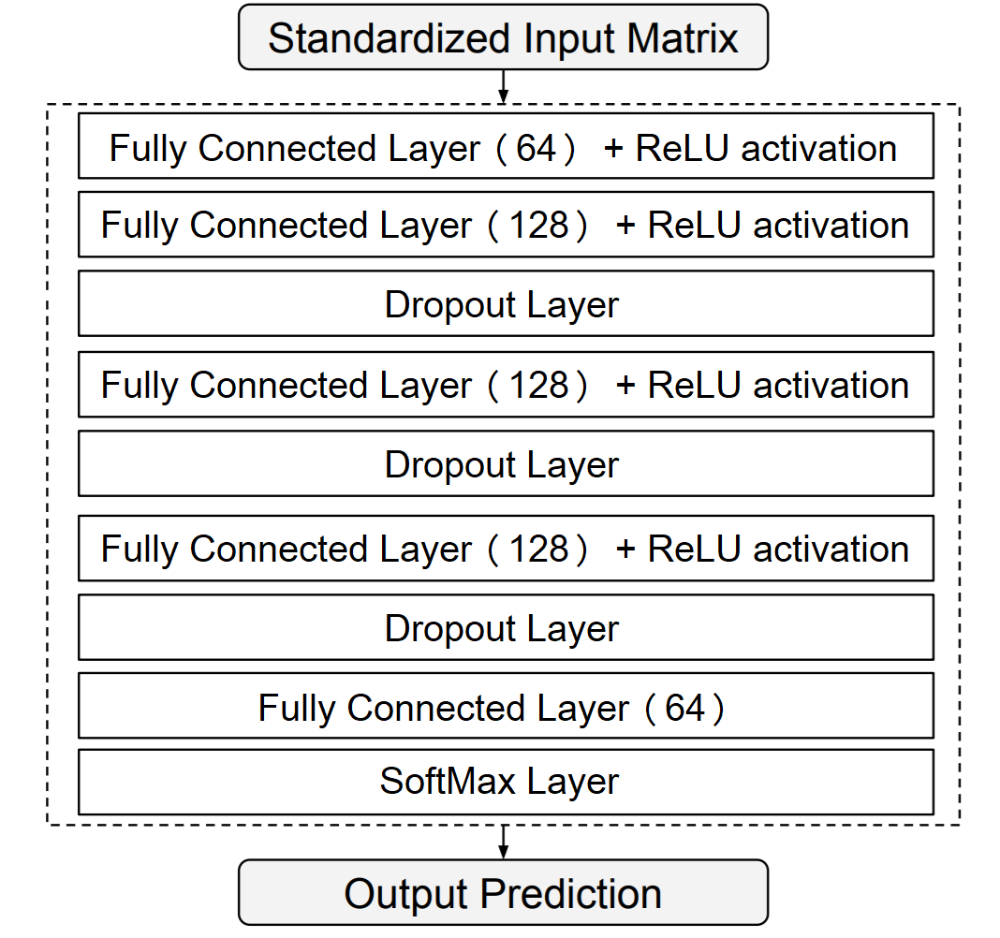 Standardized Input Matrix
Fully Connected Layer（64） + ReLU activation
Fully Connected Layer（128） + ReLU activation
Dropout Layer
Fully Connected Layer（128） + ReLU activation
Dropout Layer
Fully Connected Layer（128） + ReLU activation
Dropout Layer
Fully Connected Layer（64）
SoftMax Layer
Output Prediction